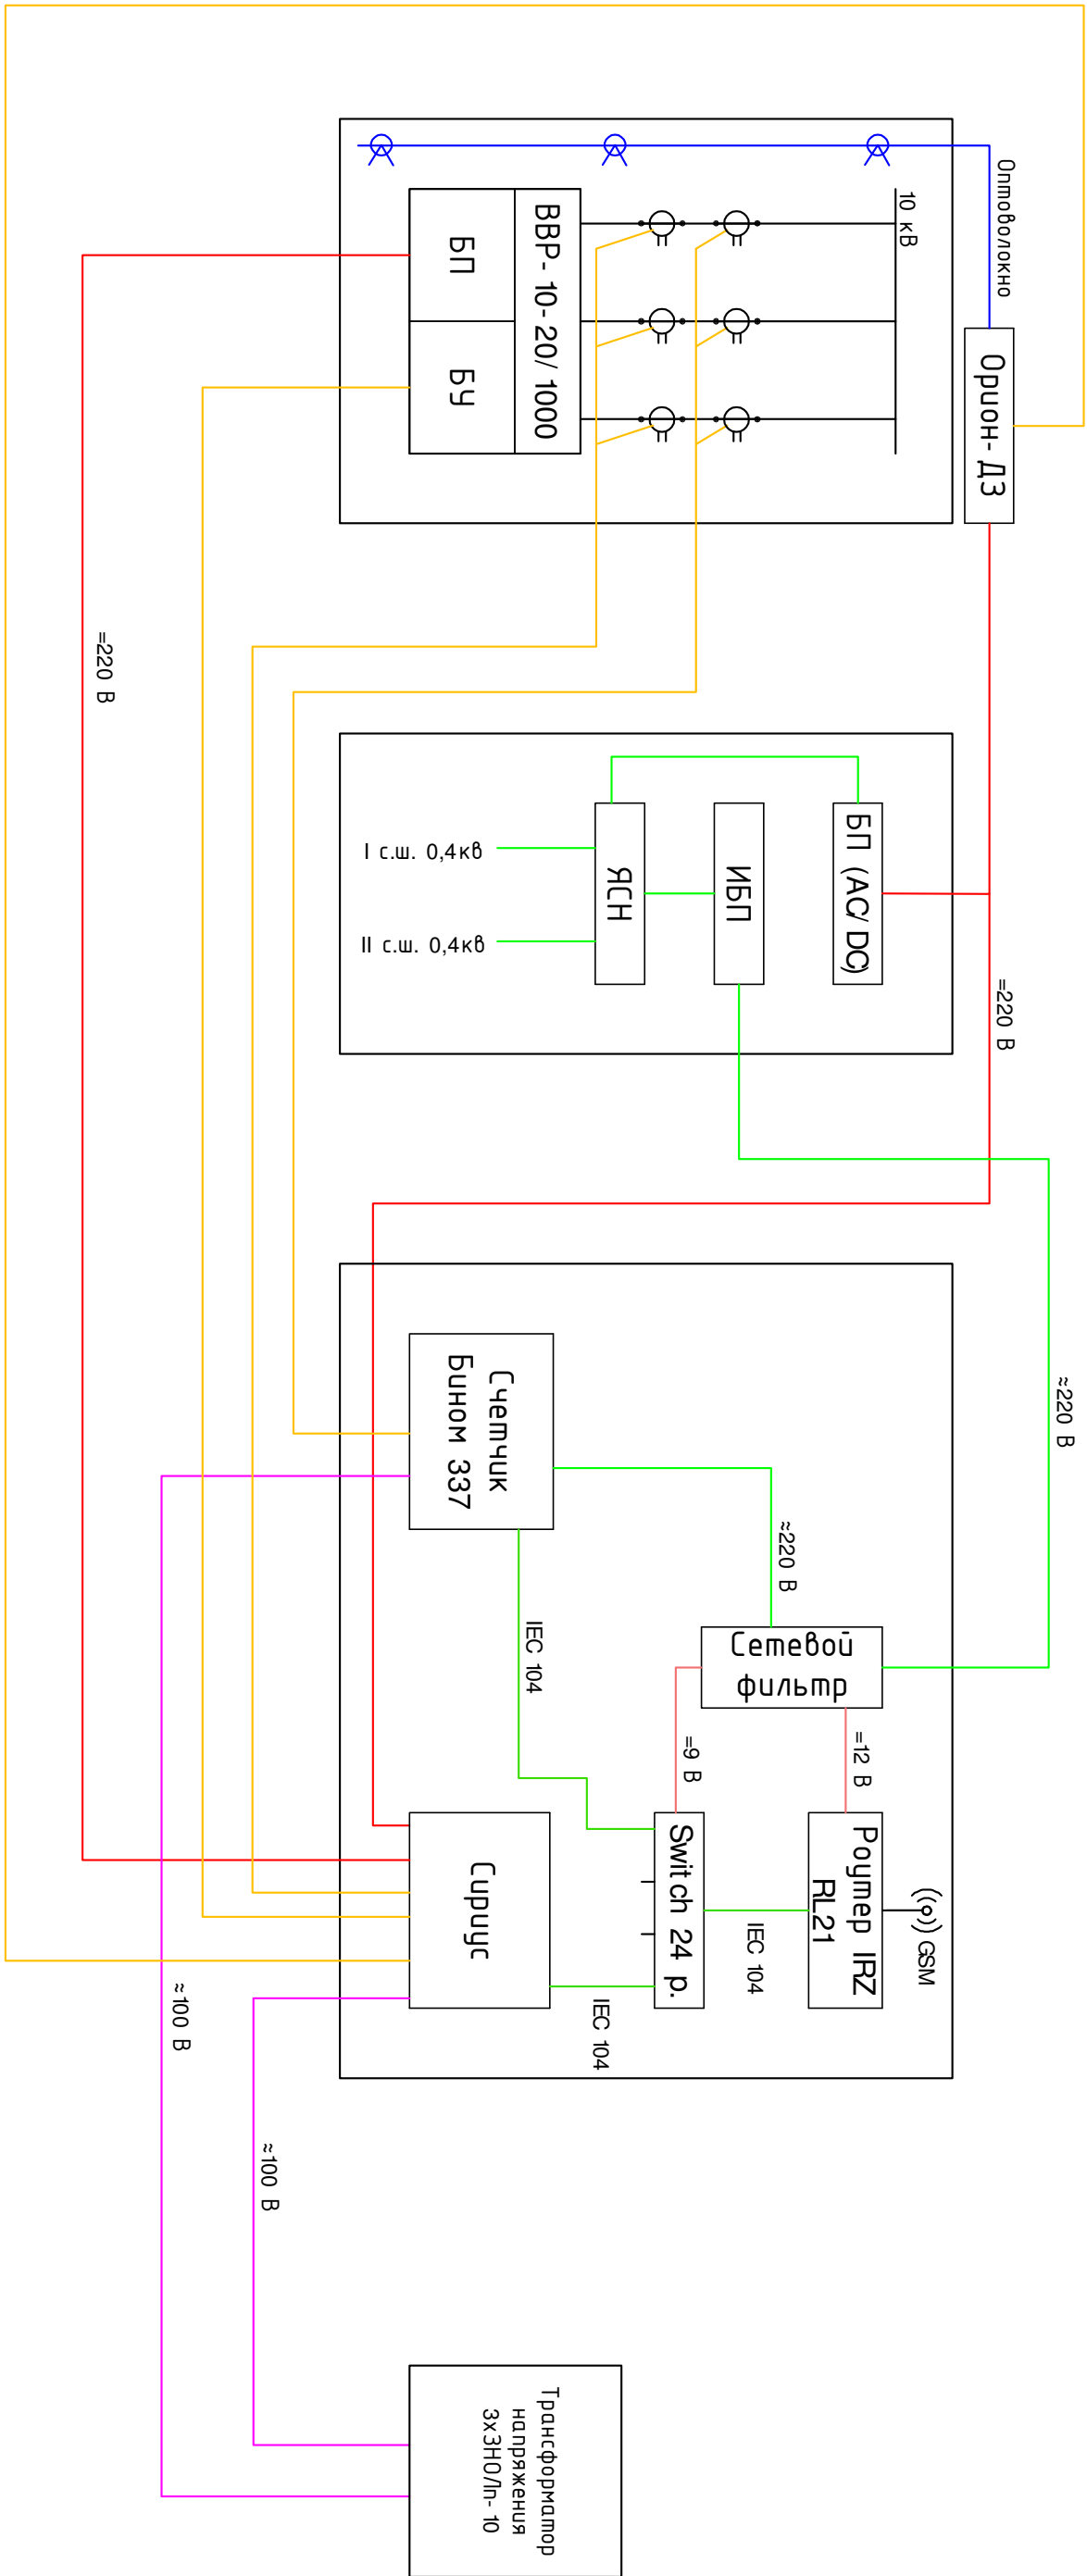 Оптоволокно
Орион-ДЗ
10 кВ
ВВР-10-20/1000
БП
БУ
=220 В
БП (AC/DC)
ИБП
ЯСН
I с.ш. 0,4кв
II с.ш. 0,4кв
=220 В
≈220 В
Счетчик
Бином 337
≈220 В
Сетевой
фильтр
IEC 104
=9 В
=12 В
Роутер IRZ
RL21
GSM
Switch 24 p.
IEC 104
Сириус
IEC 104
≈100 В
≈100 В
Трансформатор
напряжения
3хЗНОЛп-10